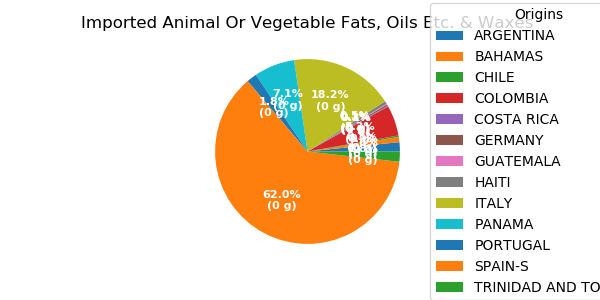 Imported Animal Or Vegetable Fats, Oils Etc. & Waxes
Origins
ARGENTINA
BAHAMAS
CHILE
COLOMBIA
COSTA RICA
GERMANY
GUATEMALA
HAITI
ITALY
PANAMA
PORTUGAL
SPAIN-S
TRINIDAD AND TO
18.2%
(0 g)
7.1%
(0 g)
1.8%
(0 g)
62.0%
(0 g)
(0 g)